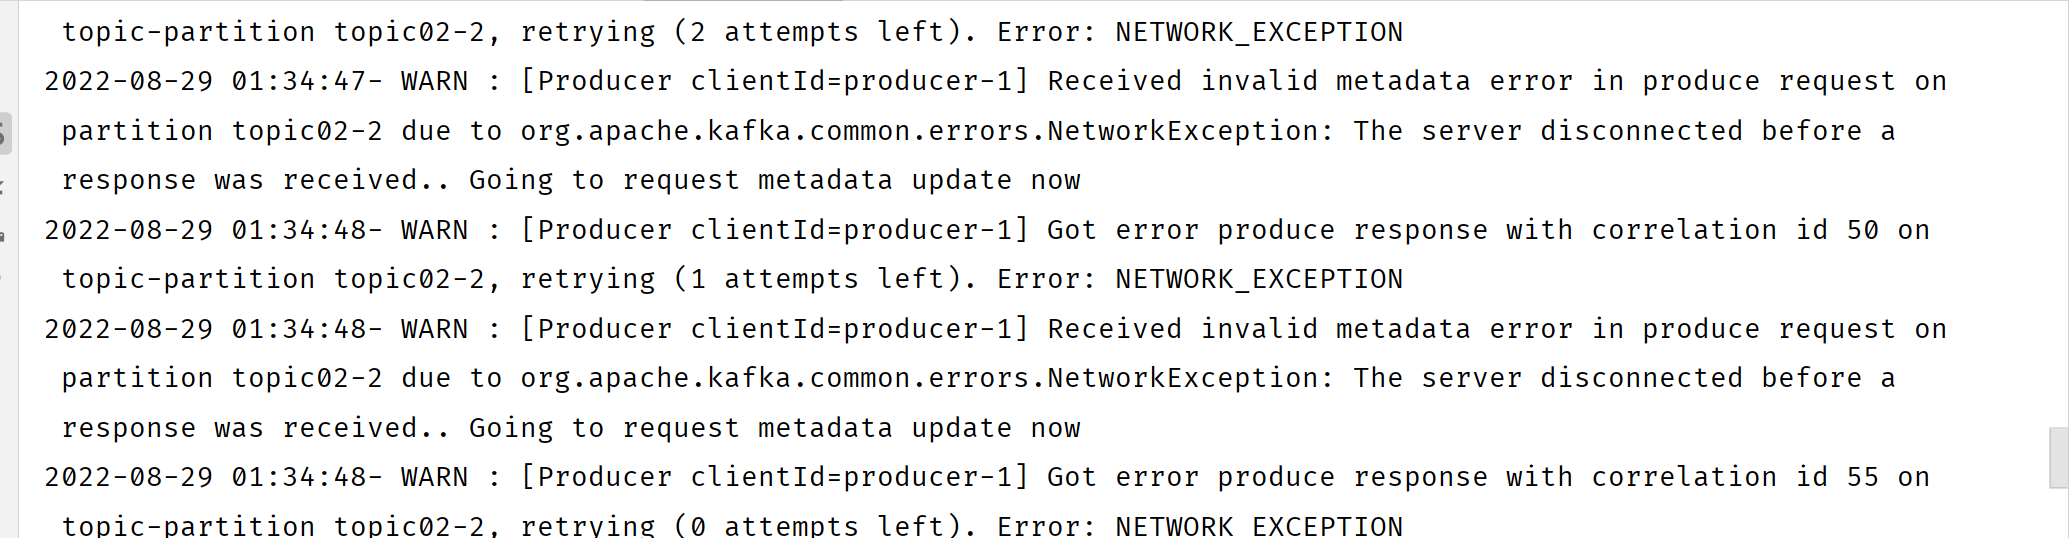 topic-partition topic02-2, retrying (2 attempts left). Error: NETWORK_EXCEPTION
2022-08-29 01:34:47- WARN : [Producer clientId=producer-1] Received invalid metadata error in produce request on
partition topic02-2 due to org.apache.kafka.common.errors.NetworkException: The server disconnected before a
response was received.. Going to request metadata update now
2022-08-29 01:34:48- WARN : [Producer clientId=producer-1] Got error produce response with correlation id 50 on
topic-partition topic02-2, retrying (1 attempts left). Error: NETWORK_EXCEPTION
2022-08-29 01:34:48- WARN : [Producer clientId=producer-1] Received invalid metadata error in produce request on
partition topic02-2 due to org.apache.kafka.common.errors.NetworkException: The server disconnected before a
response was received.. Going to request metadata update now
2022-08-29 01:34:48- WARN : [Producer clientId=producer-1] Got error produce response with correlation id 55 on
topic-partition topic02-2, retrying (0 attempts left). Error: NETWORK EXCEPTION